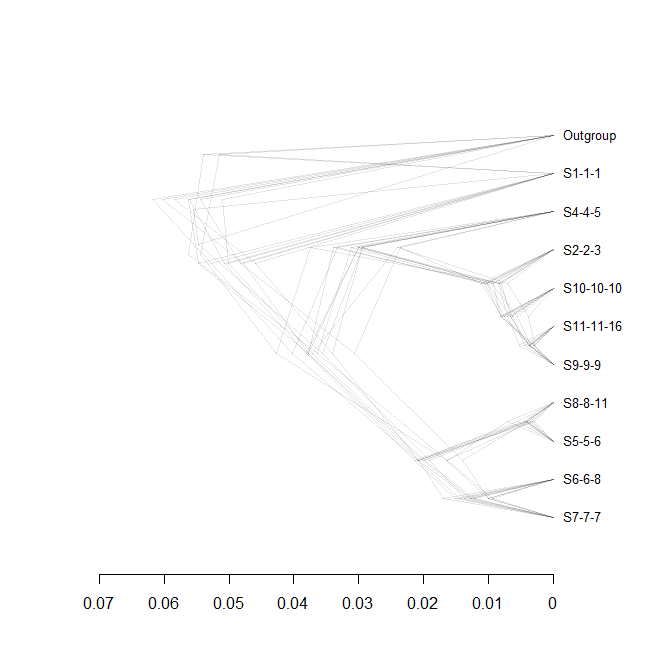 Outgroup
S1-1-1
S4-4-5
S2-2-3
S10-10-10
S11-11-16
S9-9-9
S8-8-11
S5-5-6
S6-6-8
S7-7-7
0.07 0.06 0.05 0.04 0.03 0.02 0.01 0